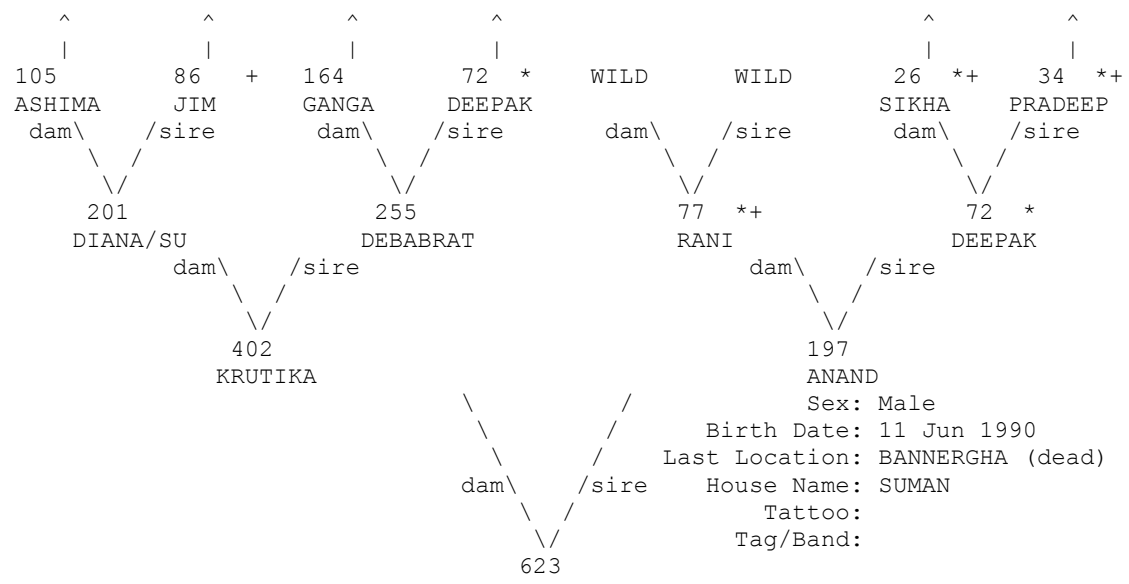 ^ ^ ^ ^ ^ ^
| | | | | |
105 86 + 164 72 * WILD WILD 26 *+ 34 *+
ASHIMA JIM GANGA DEEPAK SIKHA PRADEEP
dam\ /sire dam\ /sire dam\ /sire dam\ /sire
\ / \ / \ / \ /
\/ \/ \/ \/
201 255 77 *+ 72 *
DIANA/SU DEBABRAT RANI DEEPAK
dam\ /sire dam\ /sire
\ / \ /
\/ \/
402 197
KRUTIKA ANAND
\ / Sex: Male
\ / Birth Date: 11 Jun 1990
\ / Last Location: BANNERGHA (dead)
dam\ /sire House Name: SUMAN
\ / Tattoo:
\/ Tag/Band:
623